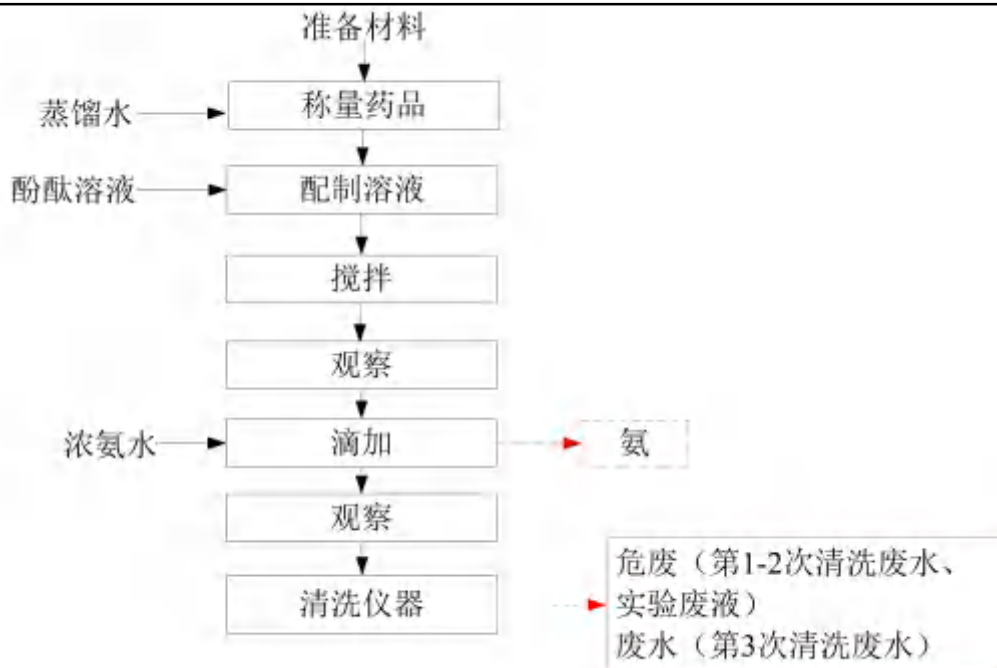 准备材料
蒸馏水
称量药品
酚酞溶液
配制溶液
搅拌
观察
浓氨水
滴加
氨
观察
清洗仪器
危废（第1-2次清洗废水、
实验废液）
废水（第3次清洗废水）